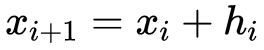 x_{i+1} = x_i + h_i